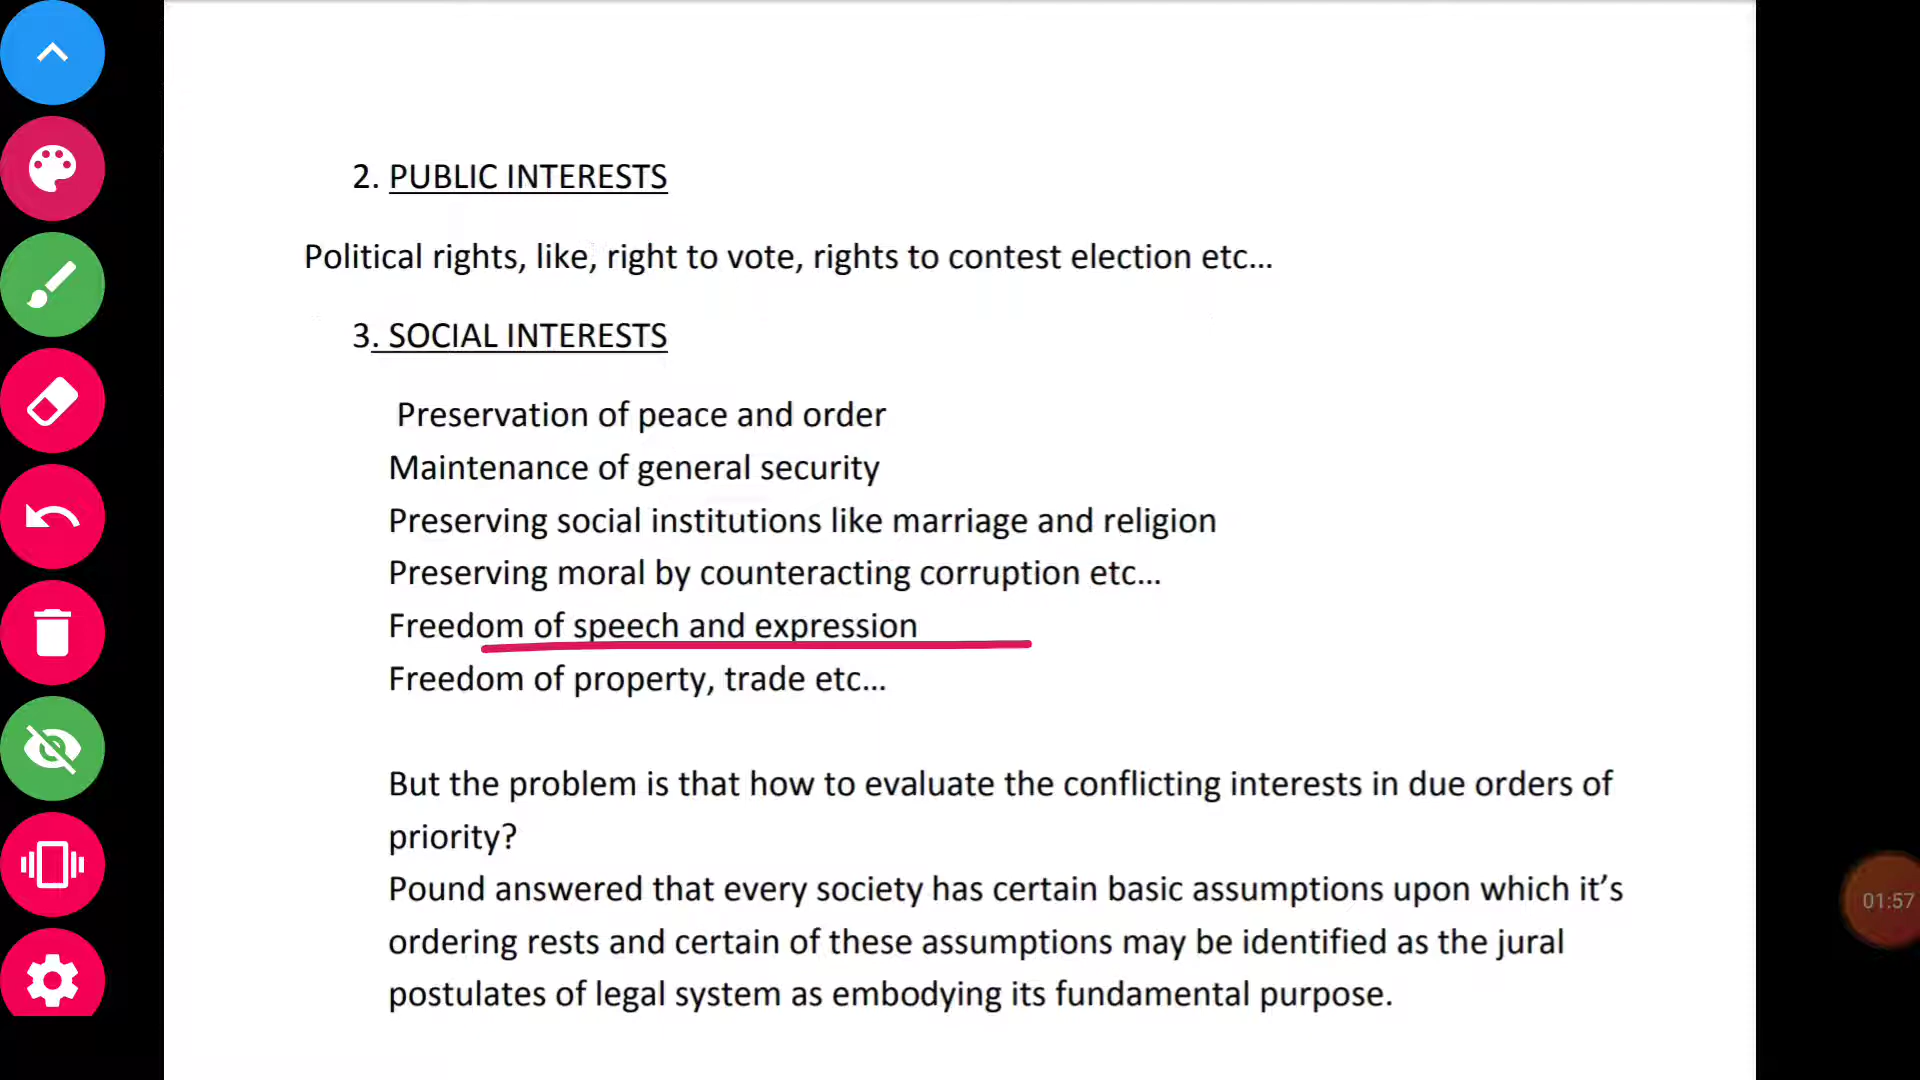 2. PUBLIC INTERESTS
Political rights, like, right to vote, rights to contest election etc...
3. SOCIAL INTERESTS
Preservation of peace and order
Maintenance of general security
Preserving social institutions like marriage and religion
Preserving moral by counteracting corruption etc...
Freedom of speech and expression
Freedom of property, trade etc...
But the problem is that how to evaluate the conflicting interests in due orders of
priority?
Pound answered that every society has certain basic assumptions upon which it’s
ordering rests and certain of these assumptions may be identified as the jural
postulates of legal system as embodying its fundamental purpose.
01:57